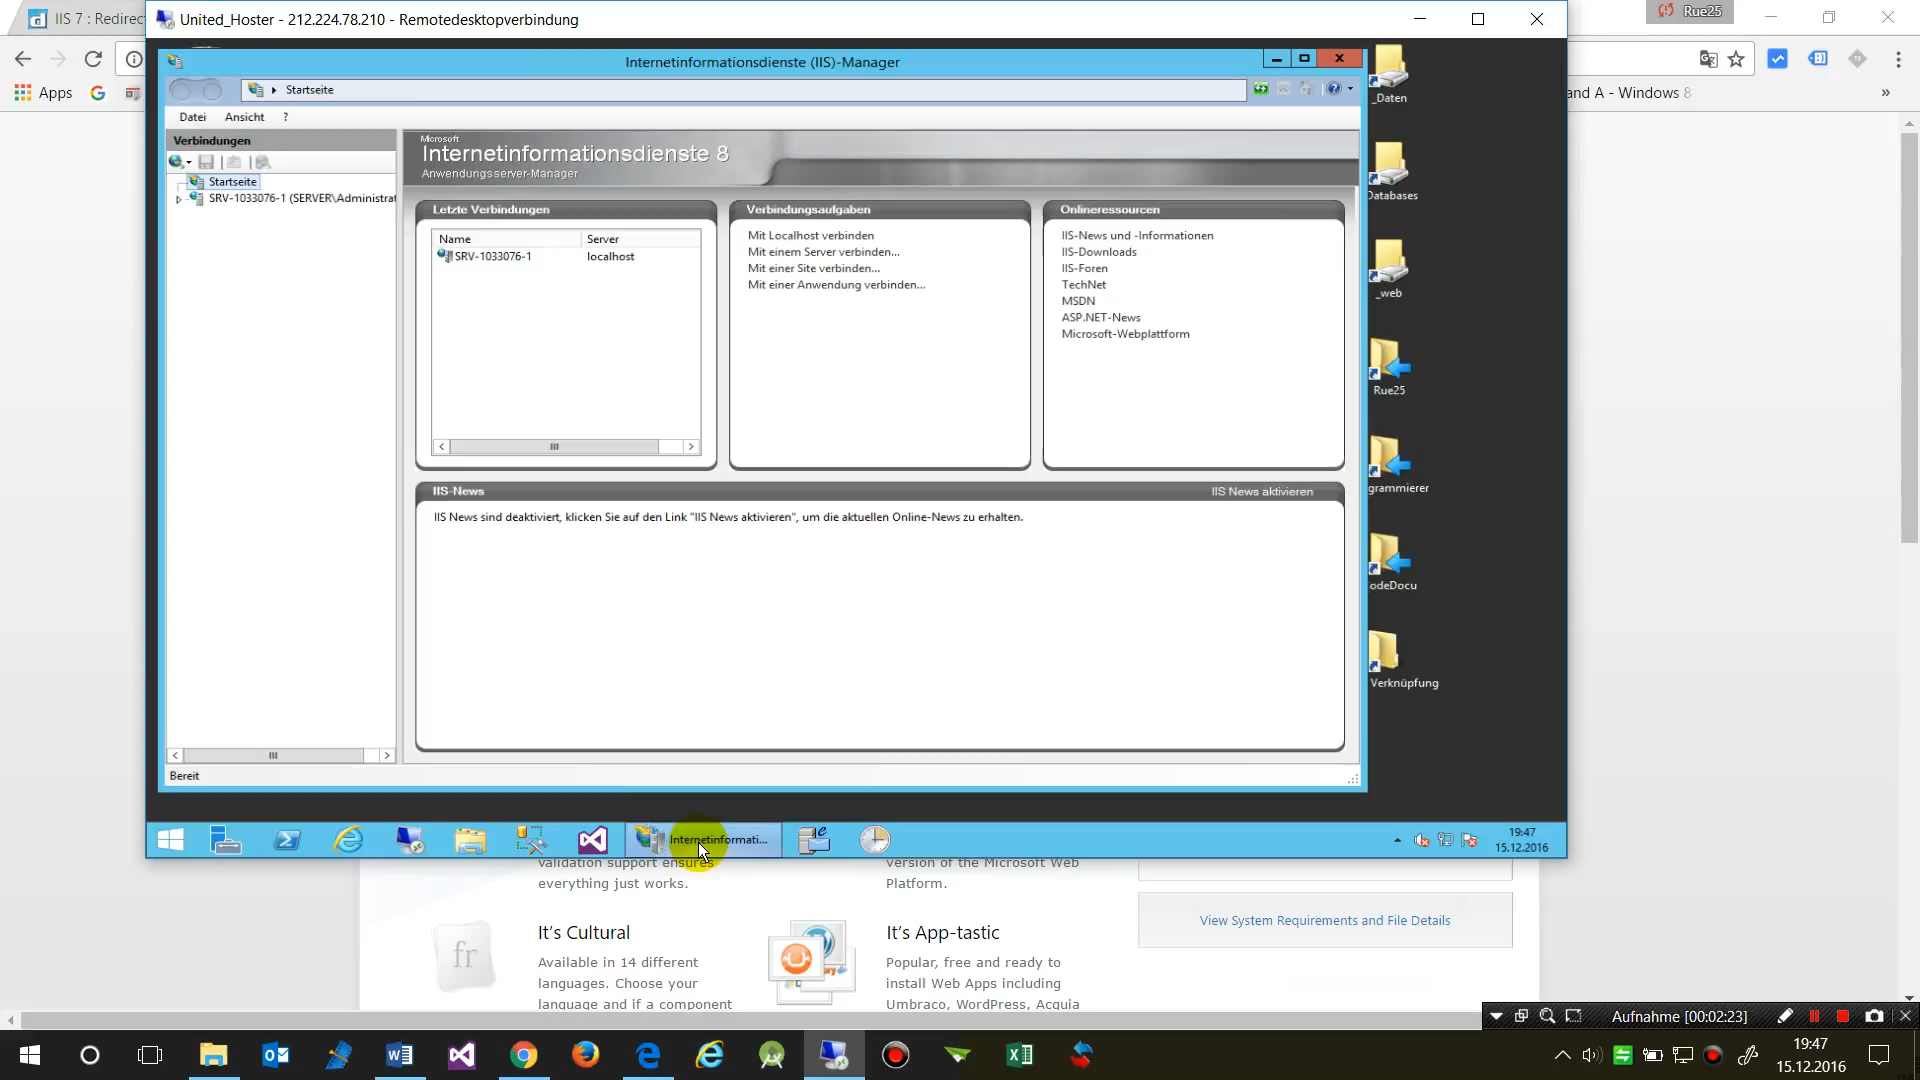 IIS 7 : Redirect
United_Hoster - 212.224.78.210 - Remotedesktopverbindung
Rue25
Apps
and A - Windows 8
»
Internetinformationsdienste (IIS)-Manager
Startseite
Datei Ansicht ?
Verbindungen
Startseite
SRV-1033076-1 (SERVER\Administrat
Microsoft
Internetinformationsdienste 8
Anwendungsserver-Manager
Letzte Verbindungen
Name Server
SRV-1033076-1 localhost
Verbindungsaufgaben
Mit Localhost verbinden
Mit einem Server verbinden...
Mit einer Site verbinden...
Mit einer Anwendung verbinden...
Onlineressourcen
IIS-News und -Informationen
IIS-Downloads
IIS-Foren
TechNet
MSDN
ASP.NET-News
Microsoft-Webplattform
IIS-News
IIS News aktivieren
IIS News sind deaktiviert, klicken Sie auf den Link "IIS News aktivieren", um die aktuellen Online-News zu erhalten.
Bereit
_Daten
Databases
_web
Rue25
grammierer
odeDocu
Verknüpfung
Internetinformati...
19:47
15.12.2016
validation support ensures
everything just works.
version of the Microsoft Web
Platform.
fr
It's Cultural
Available in 14 different
languages. Choose your
language and if a component
It's App-tastic
Popular, free and ready to
install Web Apps including
Umbraco, WordPress, Acquia
View System Requirements and File Details
Aufnahme [00:02:23]
19:47
15.12.2016